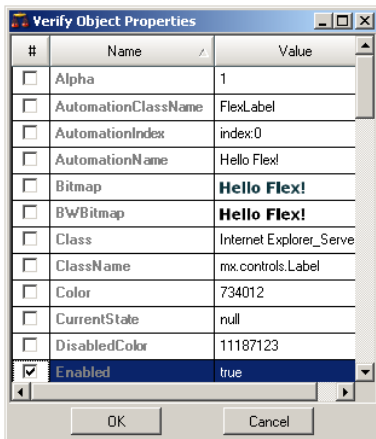 Verify Object Properties
# Name Value
Alpha 1
AutomationClassName FlexLabel
AutomationIndex index:0
AutomationName Hello Flex!
Bitmap Hello Flex!
BWBitmap Hello Flex!
Class Internet Explorer_Serve
ClassName mx.controls.Label
Color 734012
CurrentState null
DisabledColor 11187123
Enabled true
OK Cancel